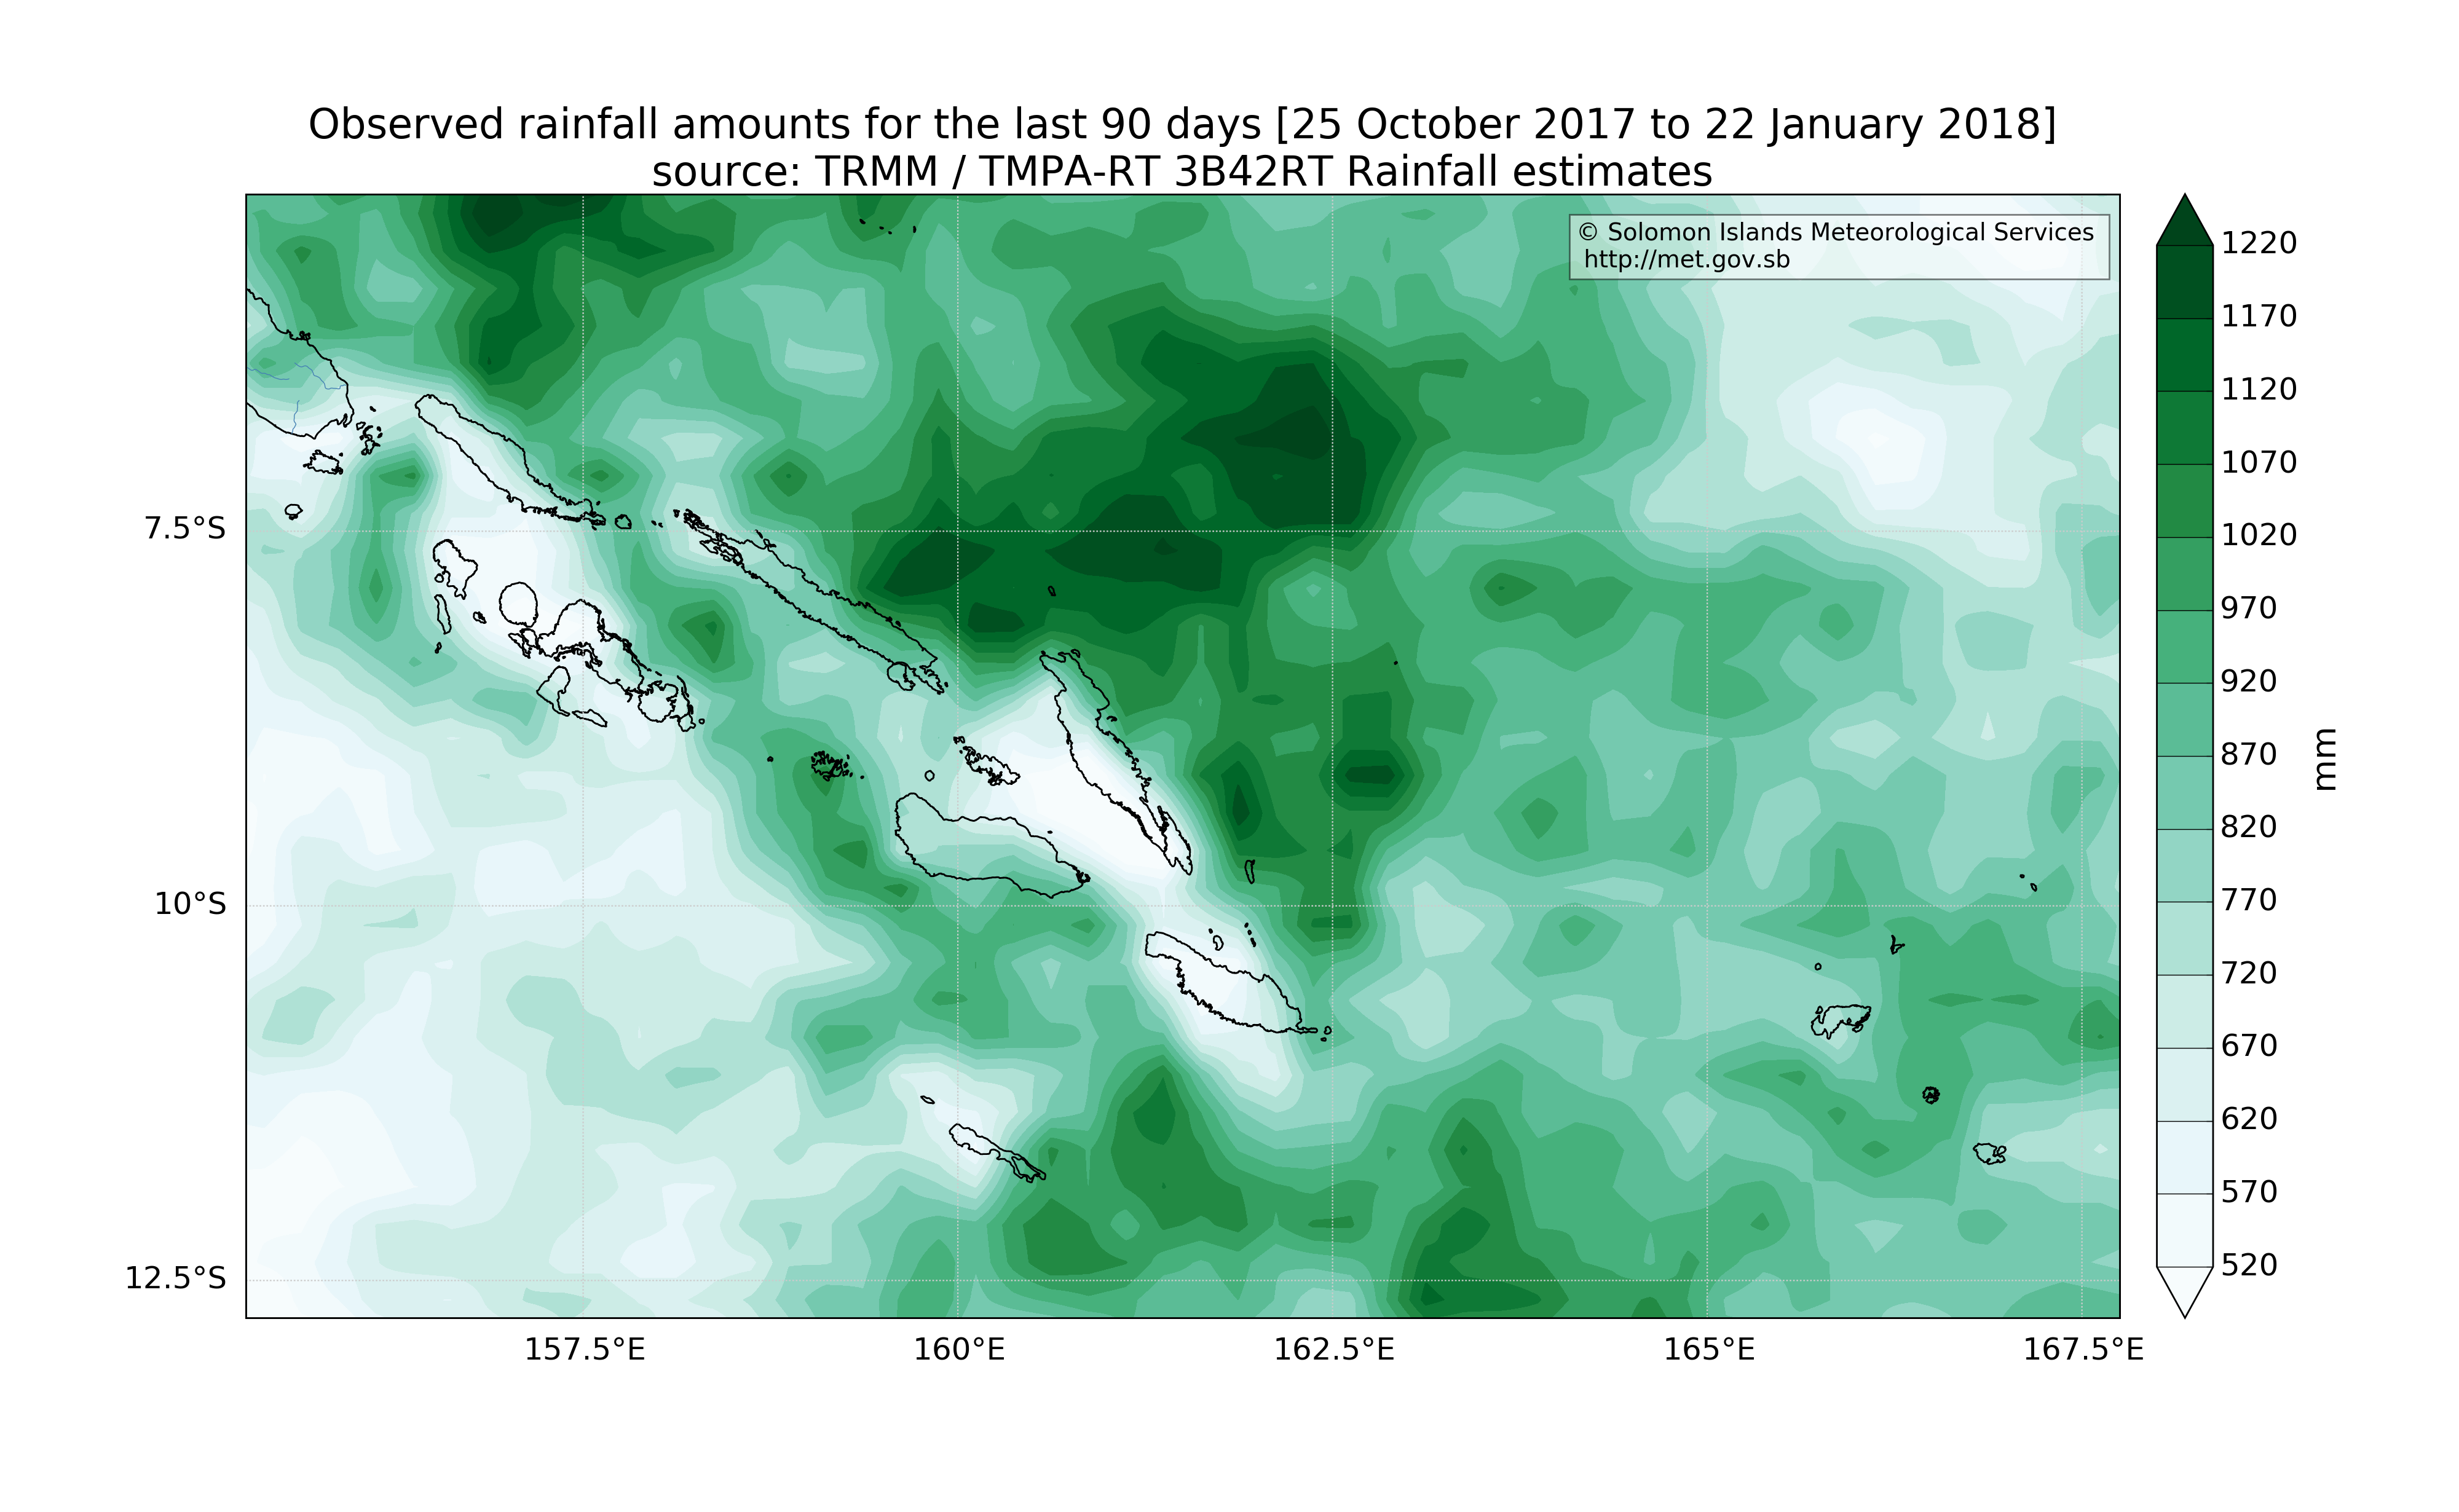 Observed rainfall amounts for the last 90 days [25 October 2017 to 22 January 2018]
source: TRMM / TMPA-RT 3B42RT Rainfall estimates
© Solomon Islands Meteorological Services
http://met.gov.sb
7.5°S
10°S
12.5°S
157.5°E
160°E
162.5°E
165°E
167.5°E
1220
1170
1120
1070
1020
970
920
870
820
770
720
670
620
570
520
mm